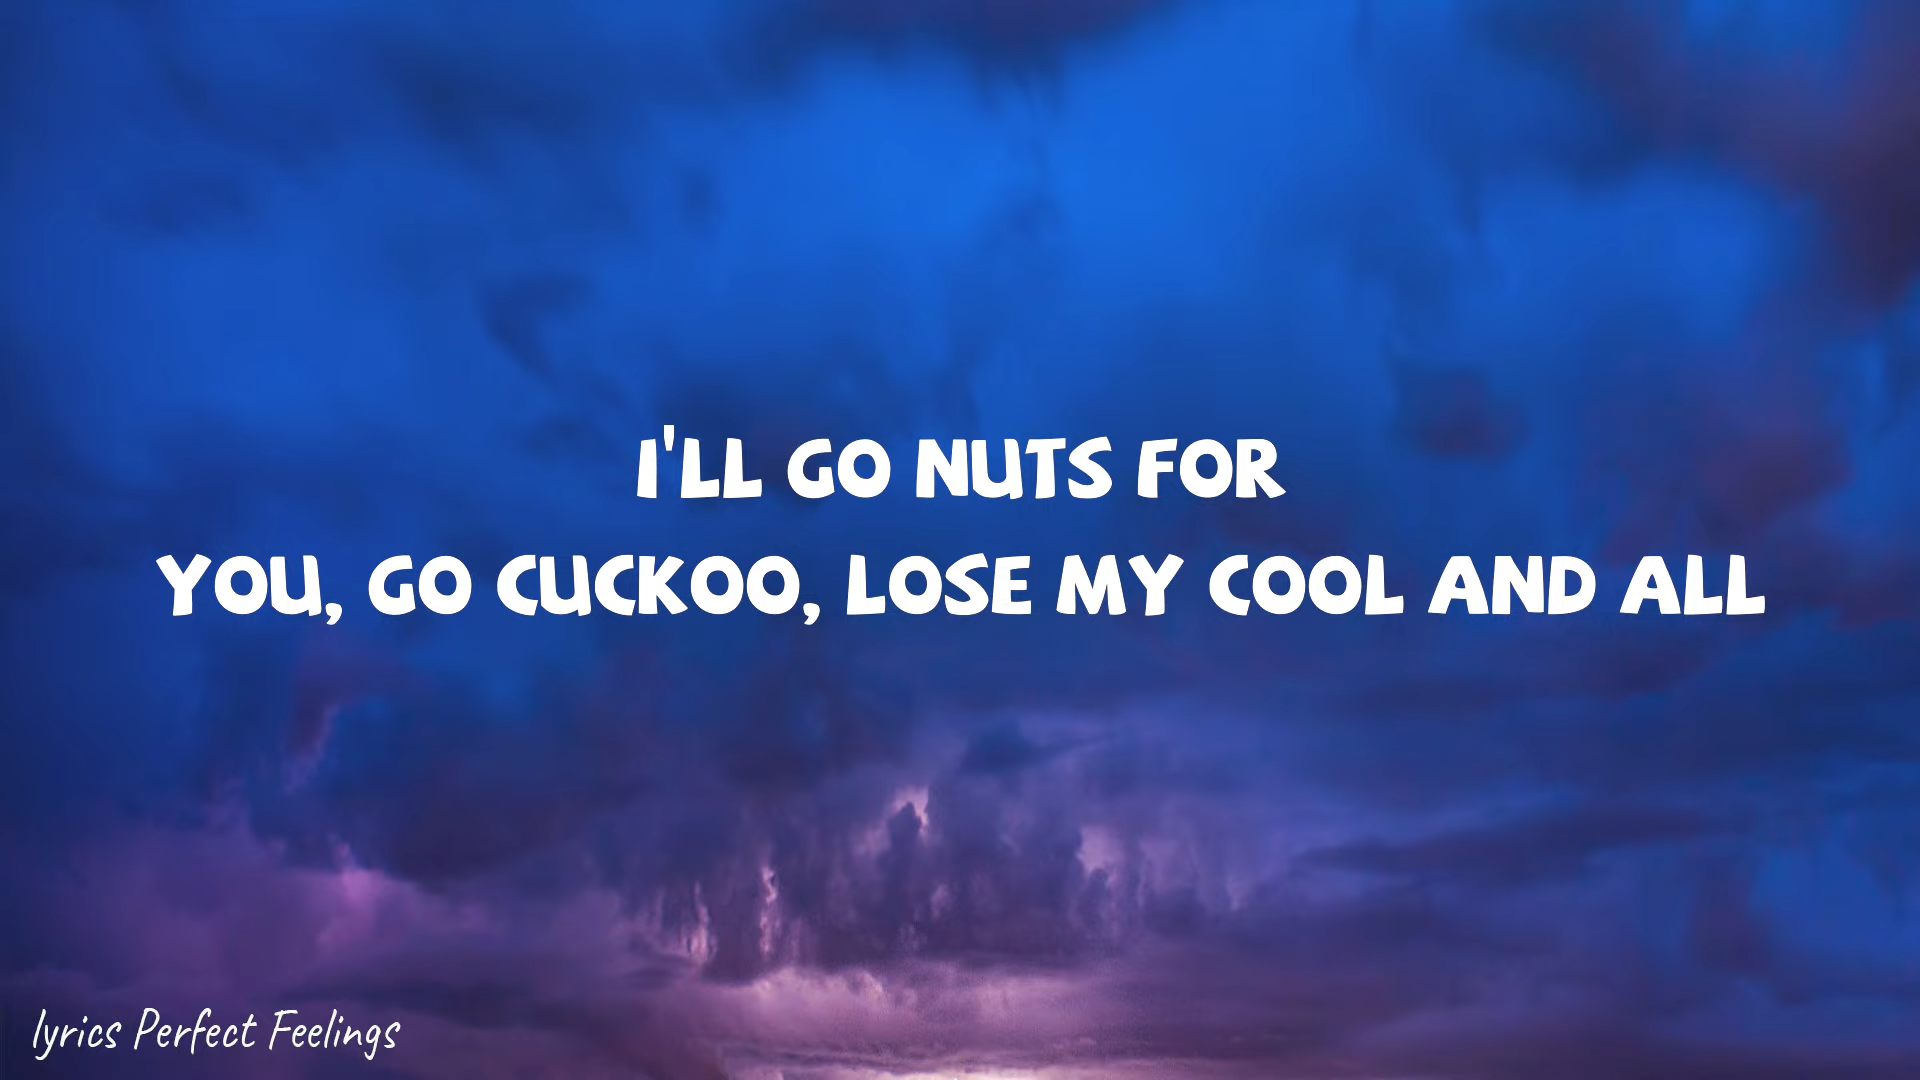 I'LL GO NUTS FOR
YOU, GO CUCKOO, LOSE MY COOL AND ALL
lyrics Perfect Feelings